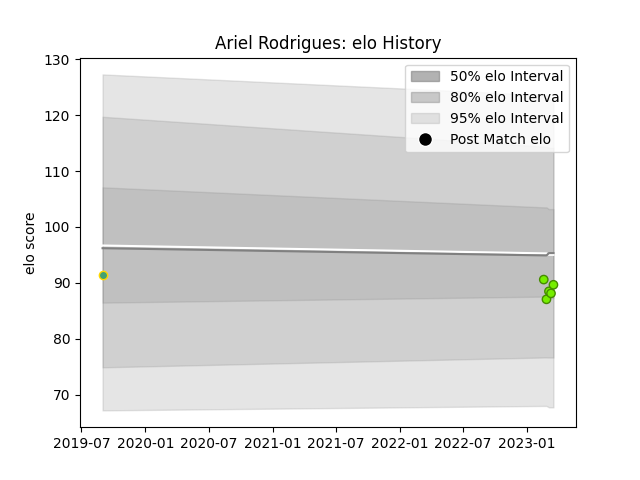 Ariel Rodrigues: elo History
130
120
110
100
90
80
70
elo score
50% elo Interval
80% elo Interval
95% elo Interval
Post Match elo
2019-07 2020-01 2020-07 2021-01 2021-07 2022-01 2022-07 2023-01